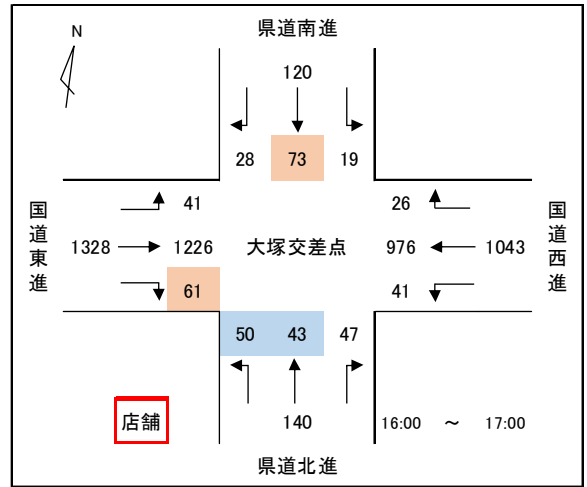 県道南進
N
120
28 73 19
41 26
国道東進
1328 1226 大塚交差点 976 1043
国道西進
61 41
50 43 47
店舗 140 16:00 ～ 17:00
県道北進